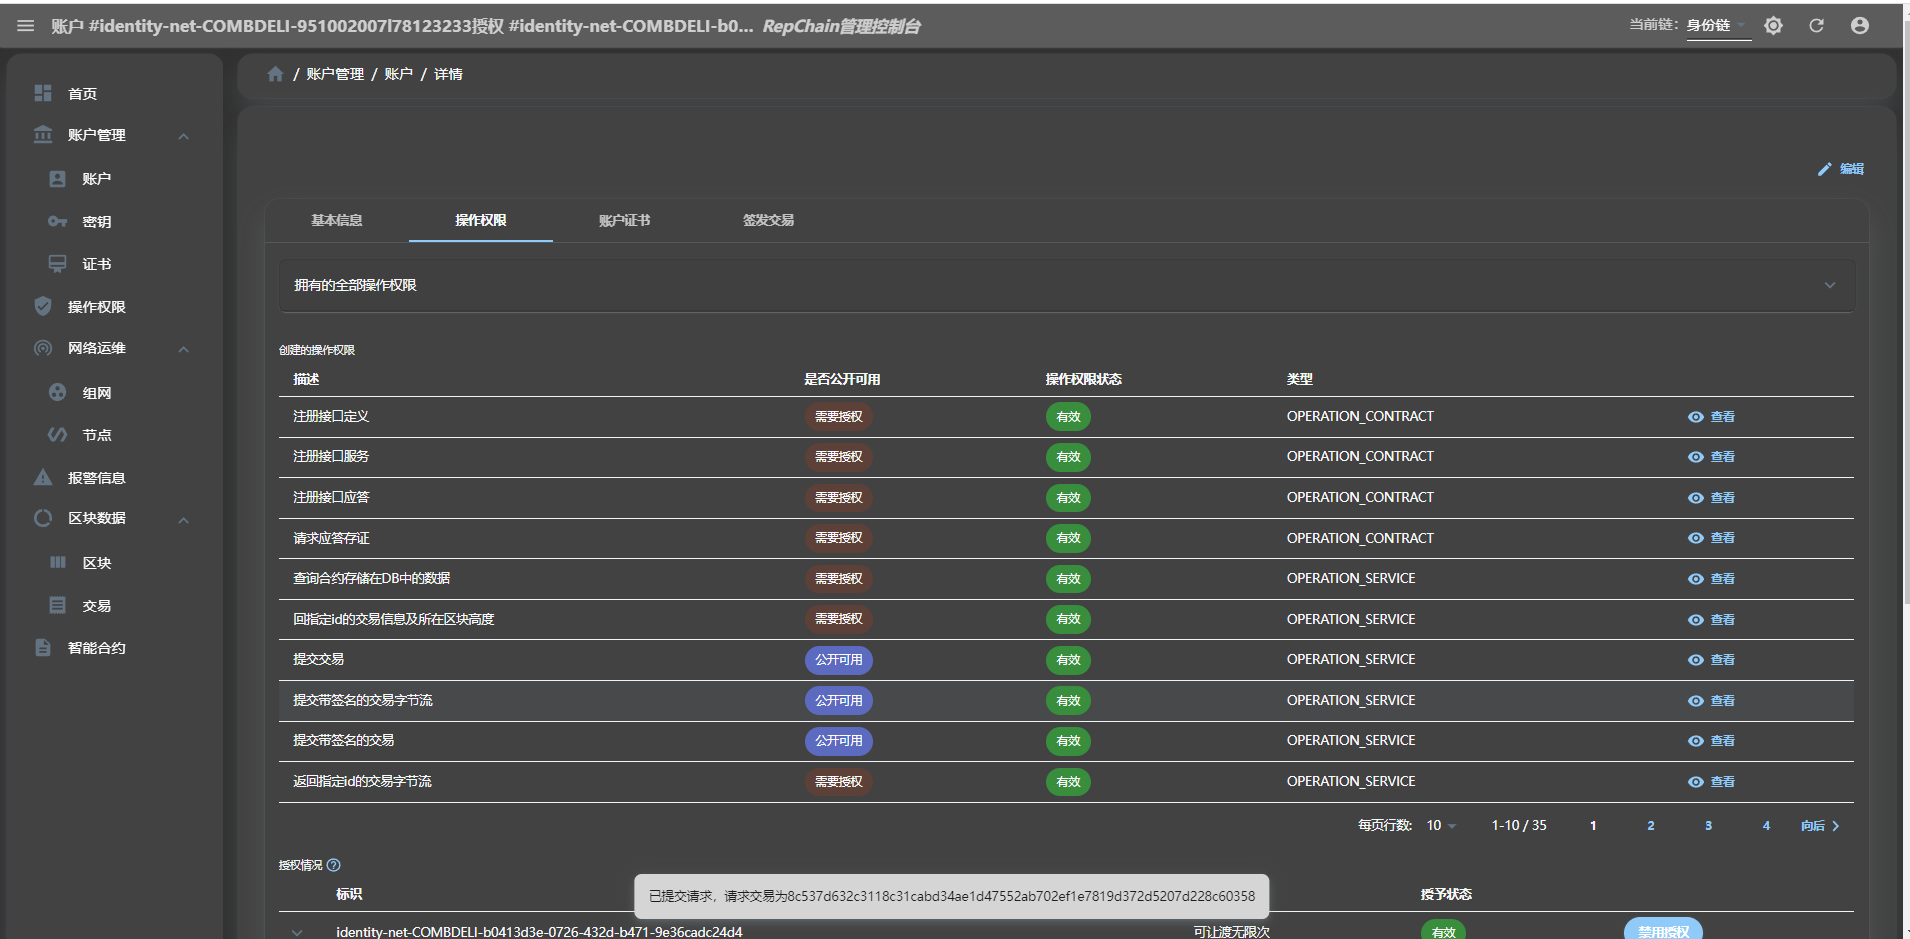 账户 #identity-net-COMBDELI-951002007l78123233授权 #identity-net-COMBDELI-b0... RepChain管理控制台
当前链: 身份链
首页
账户管理
账户
密钥
证书
操作权限
网络运维
组网
节点
报警信息
区块数据
区块
交易
智能合约
/ 账户管理 / 账户 / 详情
编辑
基本信息 操作权限 账户证书 签发交易
拥有的全部操作权限
创建的操作权限
描述 是否公开可用 操作权限状态 类型
注册接口定义 需要授权 有效 OPERATION_CONTRACT 查看
注册接口服务 需要授权 有效 OPERATION_CONTRACT 查看
注册接口应答 需要授权 有效 OPERATION_CONTRACT 查看
请求应答存证 需要授权 有效 OPERATION_CONTRACT 查看
查询合约存储在DB中的数据 需要授权 有效 OPERATION_SERVICE 查看
回指定id的交易信息及所在区块高度 需要授权 有效 OPERATION_SERVICE 查看
提交交易 公开可用 有效 OPERATION_SERVICE 查看
提交带签名的交易字节流 公开可用 有效 OPERATION_SERVICE 查看
提交带签名的交易 公开可用 有效 OPERATION_SERVICE 查看
返回指定id的交易字节流 需要授权 有效 OPERATION_SERVICE 查看
每页行数: 10 1-10 / 35 1 2 3 4 向后
授权情况
标识 授予状态
已提交请求，请求交易为8c537d632c3118c31cabd34ae1d47552ab702ef1e7819d372d5207d228c60358
identity-net-COMBDELI-b0413d3e-0726-432d-b471-9e36cadc24d4 可让渡无限次 有效 禁用授权